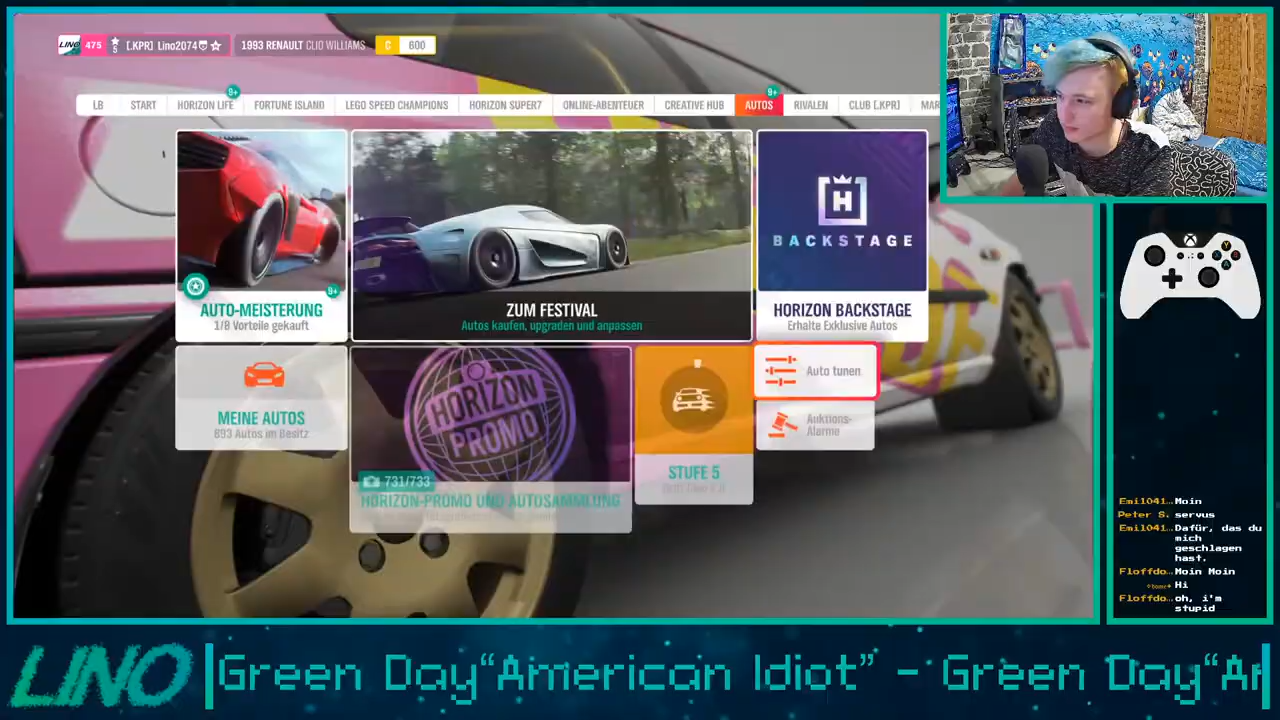 LINO 475 [.KPR] Lino2074 1993 RENAULT CLIO WILLIAMS C 600
LB START HORIZON LIFE 9+ FORTUNE ISLAND LEGO SPEED CHAMPIONS HORIZON SUPER7 ONLINE-ABENTEUER CREATIVE HUB AUTOS 9+ RIVALEN CLUB [.KPR] MAR
9+
AUTO-MEISTERUNG
1/8 Vorteile gekauft
ZUM FESTIVAL
Autos kaufen, upgraden und anpassen
H
BACKSTAGE
HORIZON BACKSTAGE
Erhalte Exklusive Autos
MEINE AUTOS
893 Autos im Besitz
HORIZON
PROMO
731/733
HORIZON-PROMO UND AUTOSAMMLUNG
STUFE 5
Auto tunen
Auktions-
Alarme
Emil041… Moin
Peter S. servus
Emil041… Dafür, das du
mich
geschlagen
hast.
Floffdo… Moin Moin
Hi
Floffdo… oh, i'm
stupid
LINO
Green Day“American Idiot” - Green Day“Ar